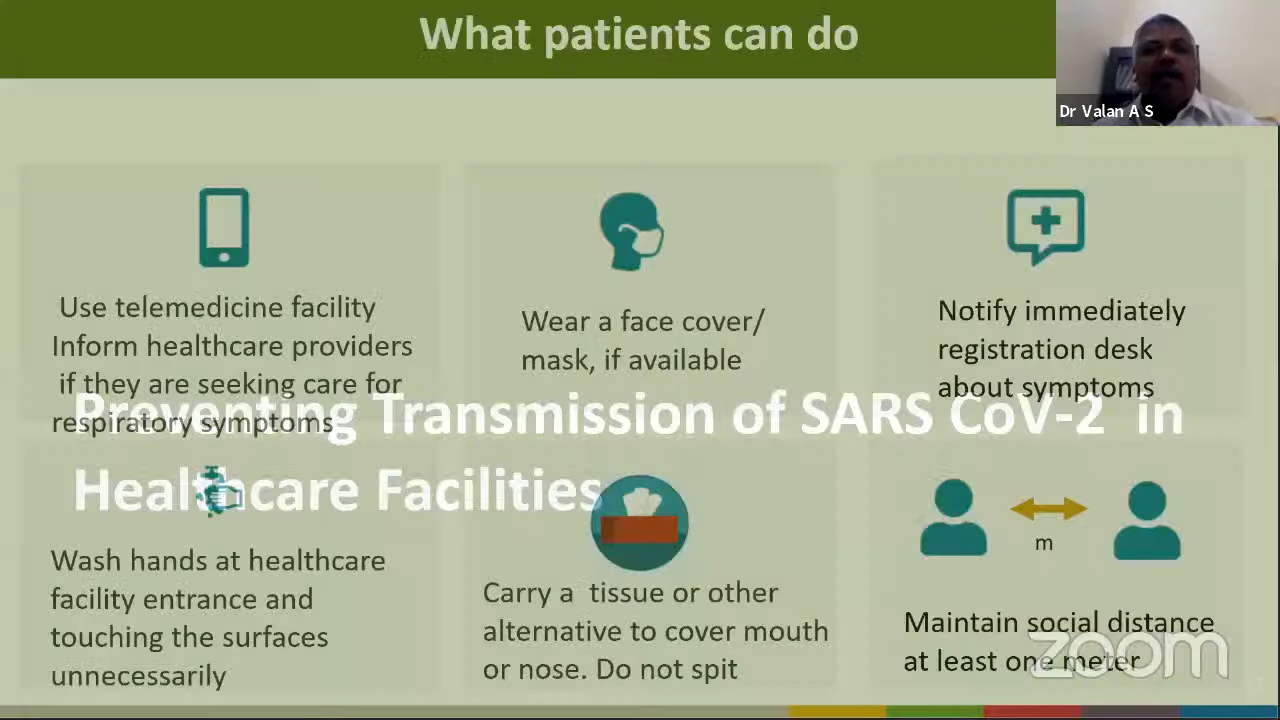 What patients can do
Dr Valan A S
Use telemedicine facility
Inform healthcare providers
if they are seeking care for
respiratory symptoms
Wear a face cover/
mask, if available
Notify immediately
registration desk
about symptoms
Preventing Transmission of SARS CoV-2 in
Healthcare Facilities
Wash hands at healthcare
facility entrance and
touching the surfaces
unnecessarily
Carry a tissue or other
alternative to cover mouth
or nose. Do not spit
m
Maintain social distance
at least one meter
zoom